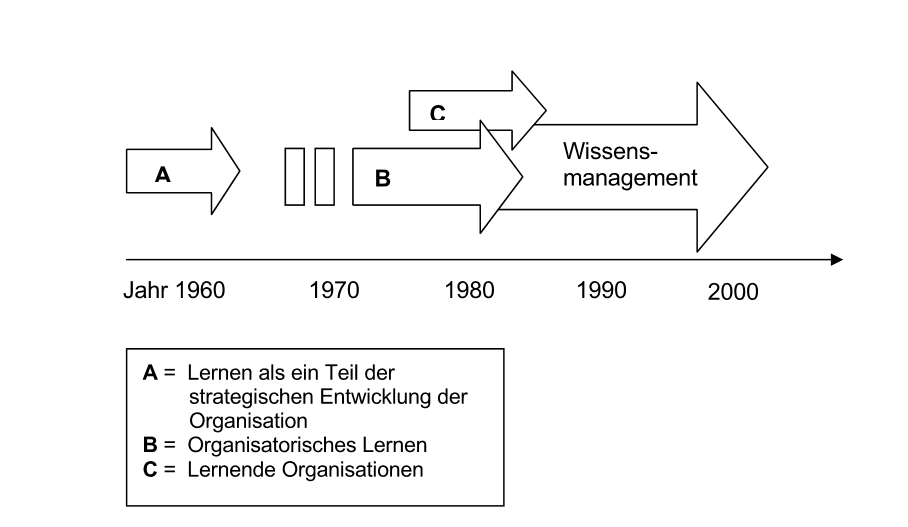 C
Wissens-
management
A
B
Jahr 1960 1970 1980 1990 2000
A = Lernen als ein Teil der
strategischen Entwicklung der
Organisation
B = Organisatorisches Lernen
C = Lernende Organisationen